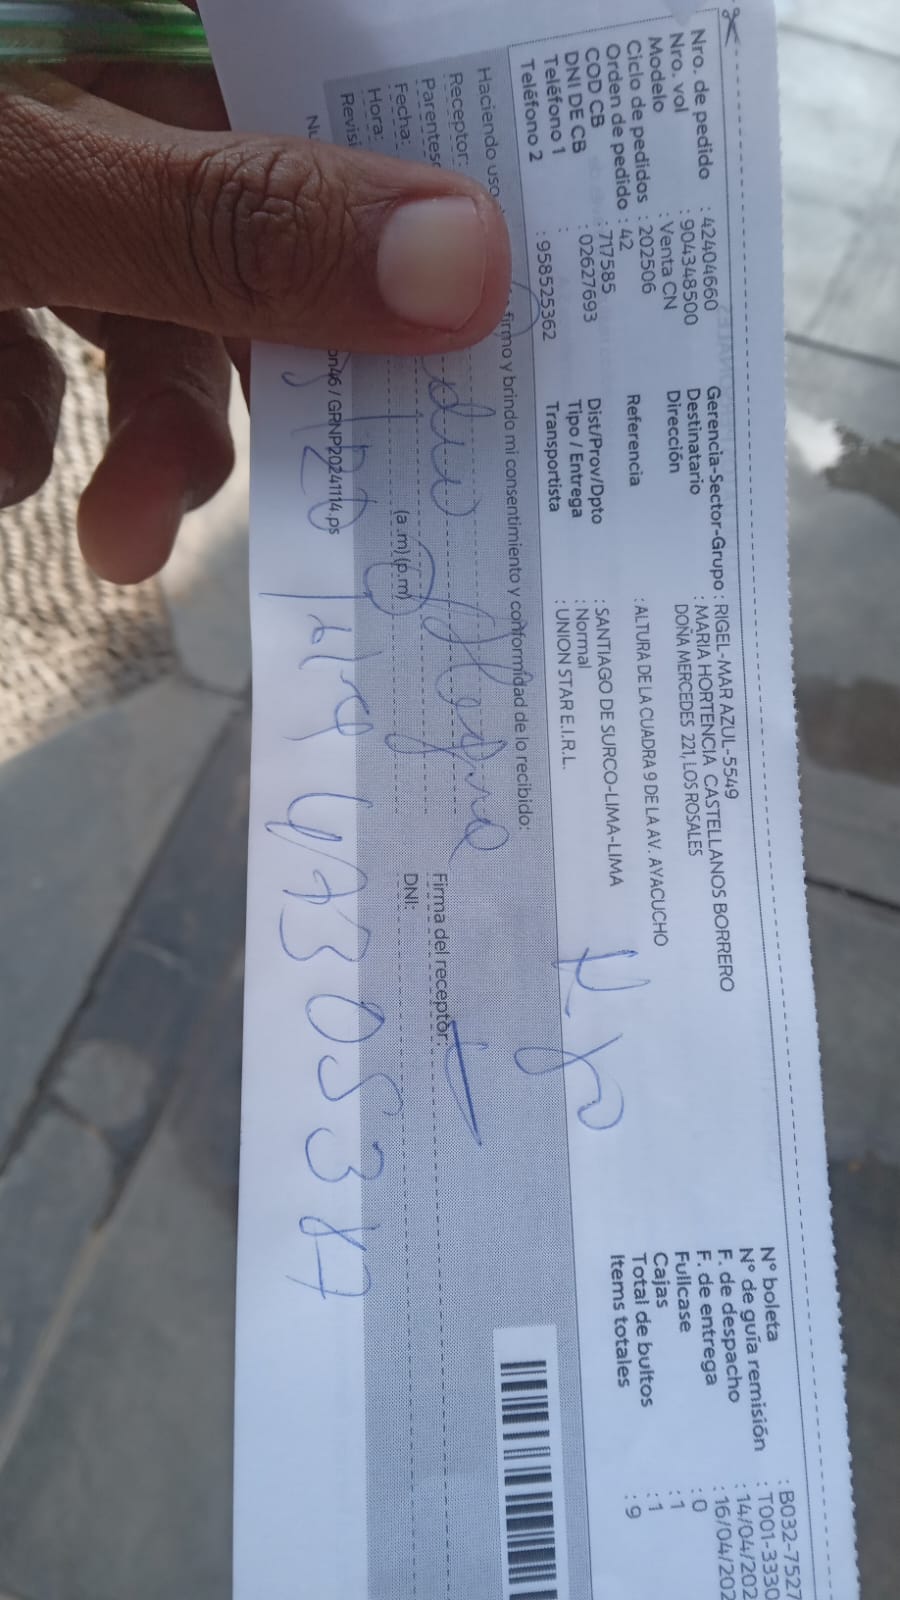 Nro. de pedido : 42404660
Nro. vol : 904348500
Modelo : Venta CN
Ciclo de pedidos : 202506
Orden de pedido : 42
COD CB : 717585
DNI DE CB : 02627693
Teléfono 1 :
Teléfono 2 : 958525362
Gerencia-Sector-Grupo : RIGEL-MAR AZUL-5549
Destinatario : MARIA HORTENCIA CASTELLANOS BORRERO
Dirección DOÑA MERCEDES 221, LOS ROSALES
Referencia : ALTURA DE LA CUADRA 9 DE LA AV. AYACUCHO
Dist/Prov/Dpto : SANTIAGO DE SURCO-LIMA-LIMA
Tipo / Entrega : Normal
Transportista : UNION STAR E.I.R.L.
N° boleta : B032-7527
N° de guía remisión : T001-3330
F. de despacho : 14/04/202
F. de entrega : 16/04/202
Fullcase : 0
Cajas : 1
Total de bultos : 1
Items totales : 9
Haciendo uso firmo y brindo mi consentimiento y conformidad de lo recibido:
Receptor:
Firma del receptor:
Parentesc
DNI:
Fecha:
Hora: (a .m) (p.m)
Revisi
on46 / GRNP20241114.ps